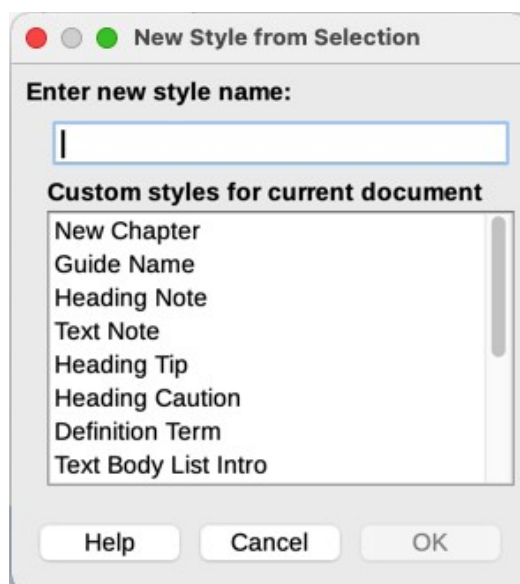 New Style from Selection
Enter new style name:
Custom styles for current document
New Chapter
Guide Name
Heading Note
Text Note
Heading Tip
Heading Caution
Definition Term
Text Body List Intro
Help Cancel OK